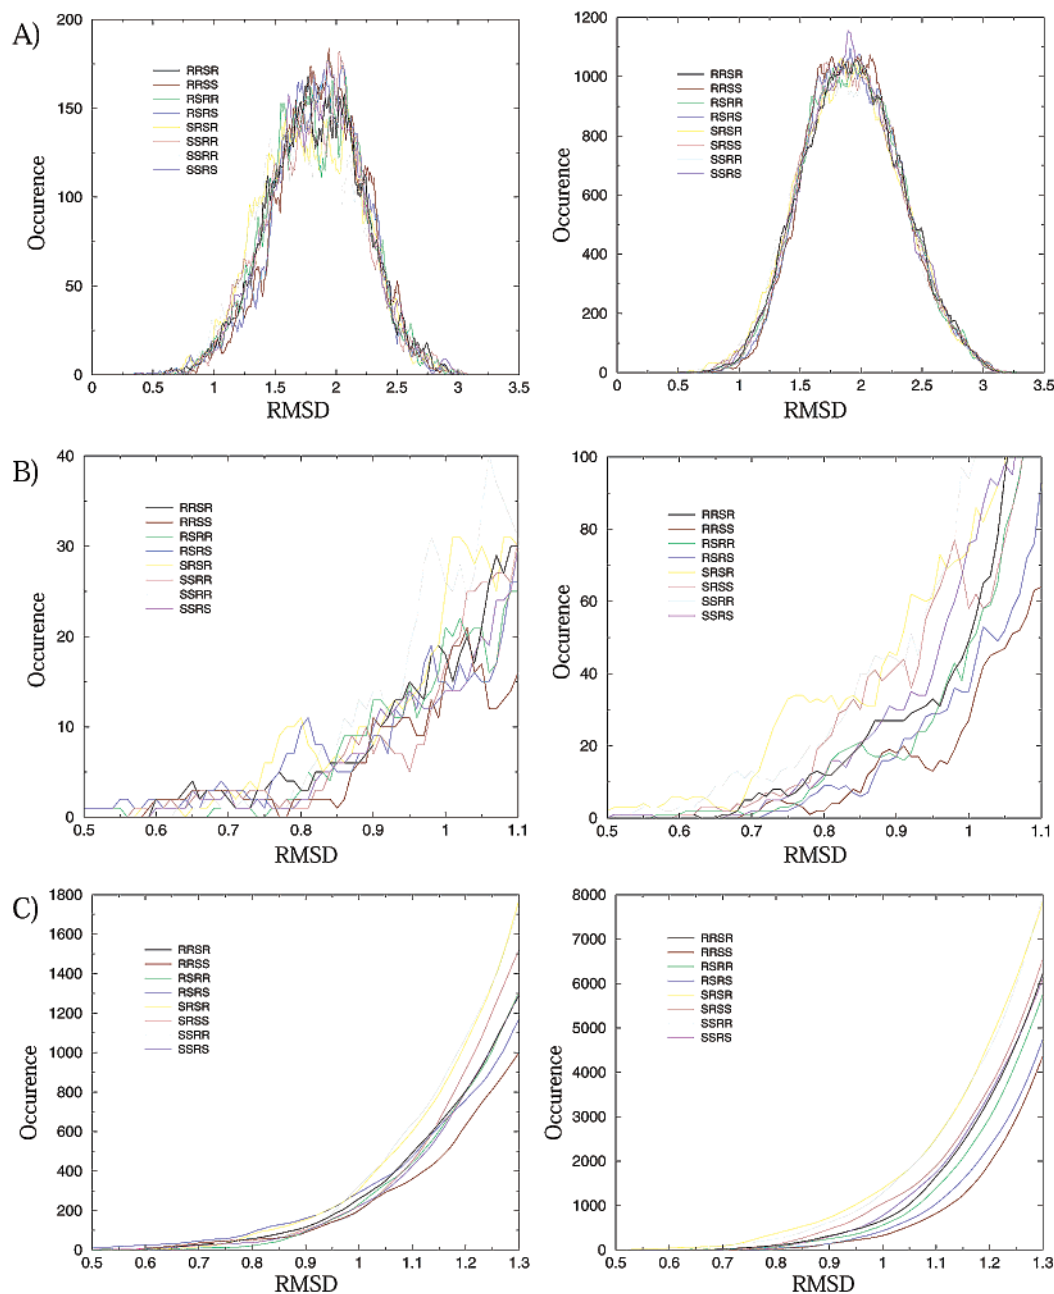 A)
200
150
100
50
0
Occurence
RRSR
RRSS
RSRR
RSRS
SRSR
SSRR
SSRR
SSRS
0 0.5 1 1.5 2 2.5 3 3.5
RMSD
1200
1000
800
600
400
200
0
Occurence
RRSR
RRSS
RSRR
RSRS
SRSR
SRSS
SSRR
SSRS
0 0.5 1 1.5 2 2.5 3 3.5
RMSD
B)
40
30
20
10
0
Occurence
RRSR
RRSS
RSRR
RSRS
SRSR
SSRR
SSRR
SSRS
0.5 0.6 0.7 0.8 0.9 1 1.1
RMSD
100
80
60
40
20
0
Occurence
RRSR
RRSS
RSRR
RSRS
SRSR
SRSS
SSRR
SSRS
0.5 0.6 0.7 0.8 0.9 1 1.1
RMSD
C)
1800
1600
1400
1200
1000
800
600
400
200
0
Occurence
RRSR
RRSS
RSRR
RSRS
SRSR
SRSS
SSRR
SSRS
0.5 0.6 0.7 0.8 0.9 1 1.1 1.2 1.3
RMSD
8000
7000
6000
5000
4000
3000
2000
1000
0
Occurence
RRSR
RRSS
RSRR
RSRS
SRSR
SRSS
SSRR
SSRS
0.5 0.6 0.7 0.8 0.9 1 1.1 1.2 1.3
RMSD